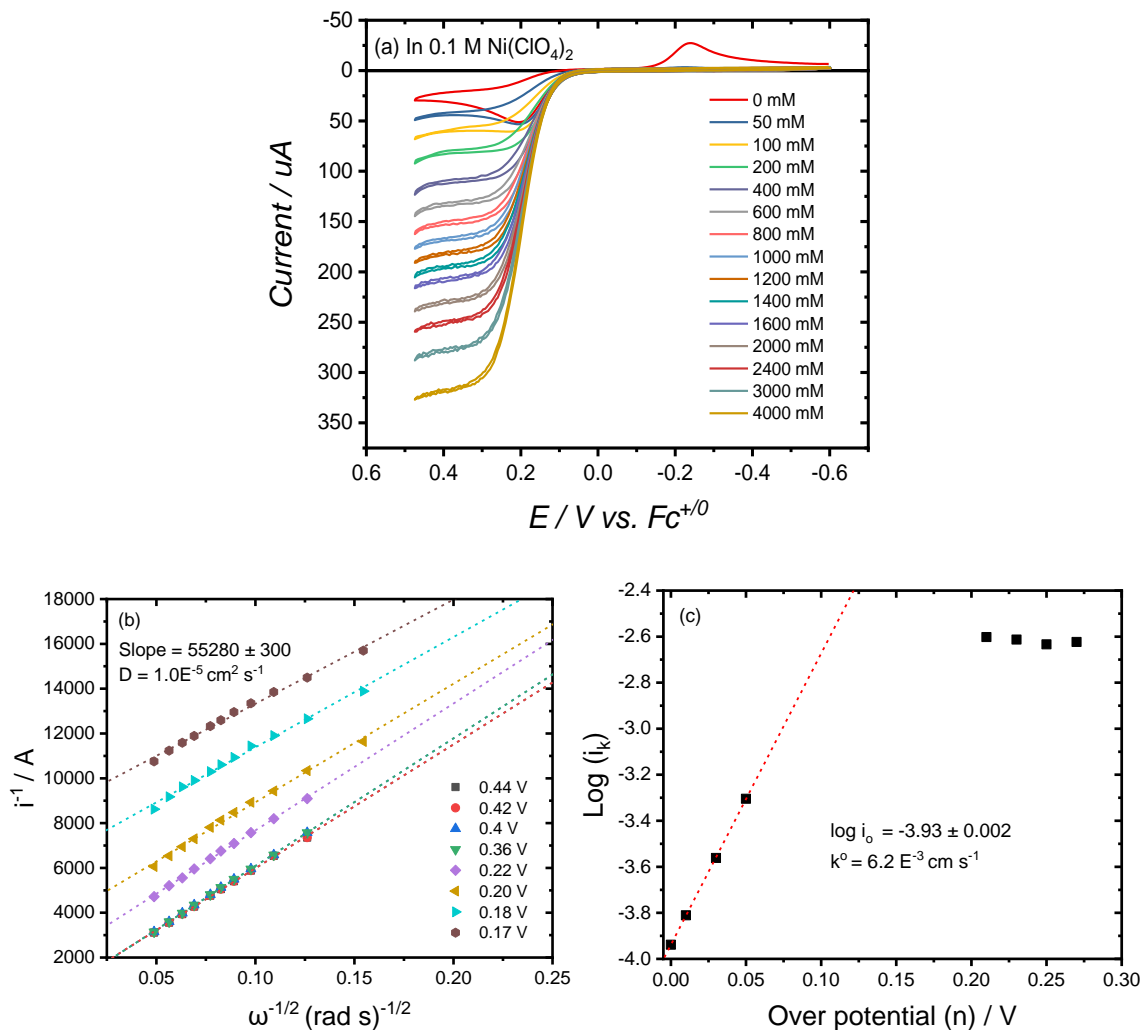 (a) In 0.1 M Ni(ClO4)2
-50
0
50
100
150
200
250
300
350
Current / uA
0 mM
50 mM
100 mM
200 mM
400 mM
600 mM
800 mM
1000 mM
1200 mM
1400 mM
1600 mM
2000 mM
2400 mM
3000 mM
4000 mM
0.6 0.4 0.2 0.0 -0.2 -0.4 -0.6
E / V vs. Fc+/0
(b)
Slope = 55280 ± 300
D = 1.0E-5 cm2 s-1
18000
16000
14000
12000
10000
8000
6000
4000
2000
i-1 / A
0.44 V
0.42 V
0.4 V
0.36 V
0.22 V
0.20 V
0.18 V
0.17 V
0.05 0.10 0.15 0.20 0.25
ω-1/2 (rad s)-1/2
(c)
-2.4
-2.6
-2.8
-3.0
-3.2
-3.4
-3.6
-3.8
-4.0
Log (ik)
log io = -3.93 ± 0.002
ko = 6.2 E-3 cm s-1
0.00 0.05 0.10 0.15 0.20 0.25 0.30
Over potential (n) / V